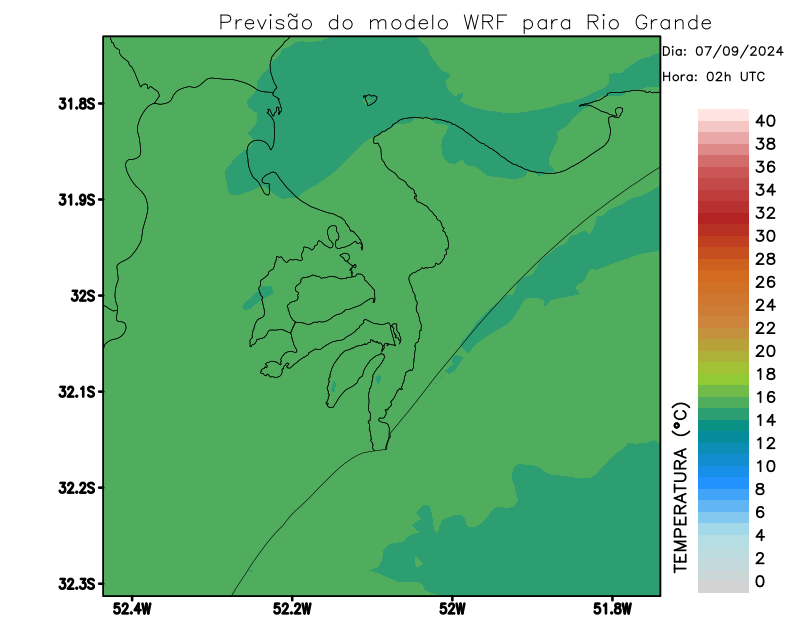 Previsão do modelo WRF para Rio Grande
Dia: 07/09/2024
Hora: 02h UTC
31.8S
31.9S
32S
32.1S
32.2S
32.3S
52.4W
52.2W
52W
51.8W
TEMPERATURA (°C)
40
38
36
34
32
30
28
26
24
22
20
18
16
14
12
10
8
6
4
2
0